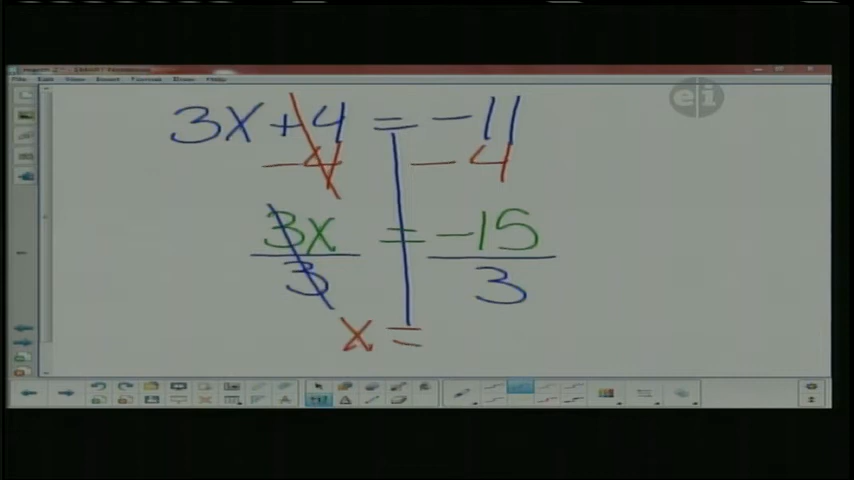 ei
3x + 4 = -11
-4 -4
3x = -15
3 3
x =